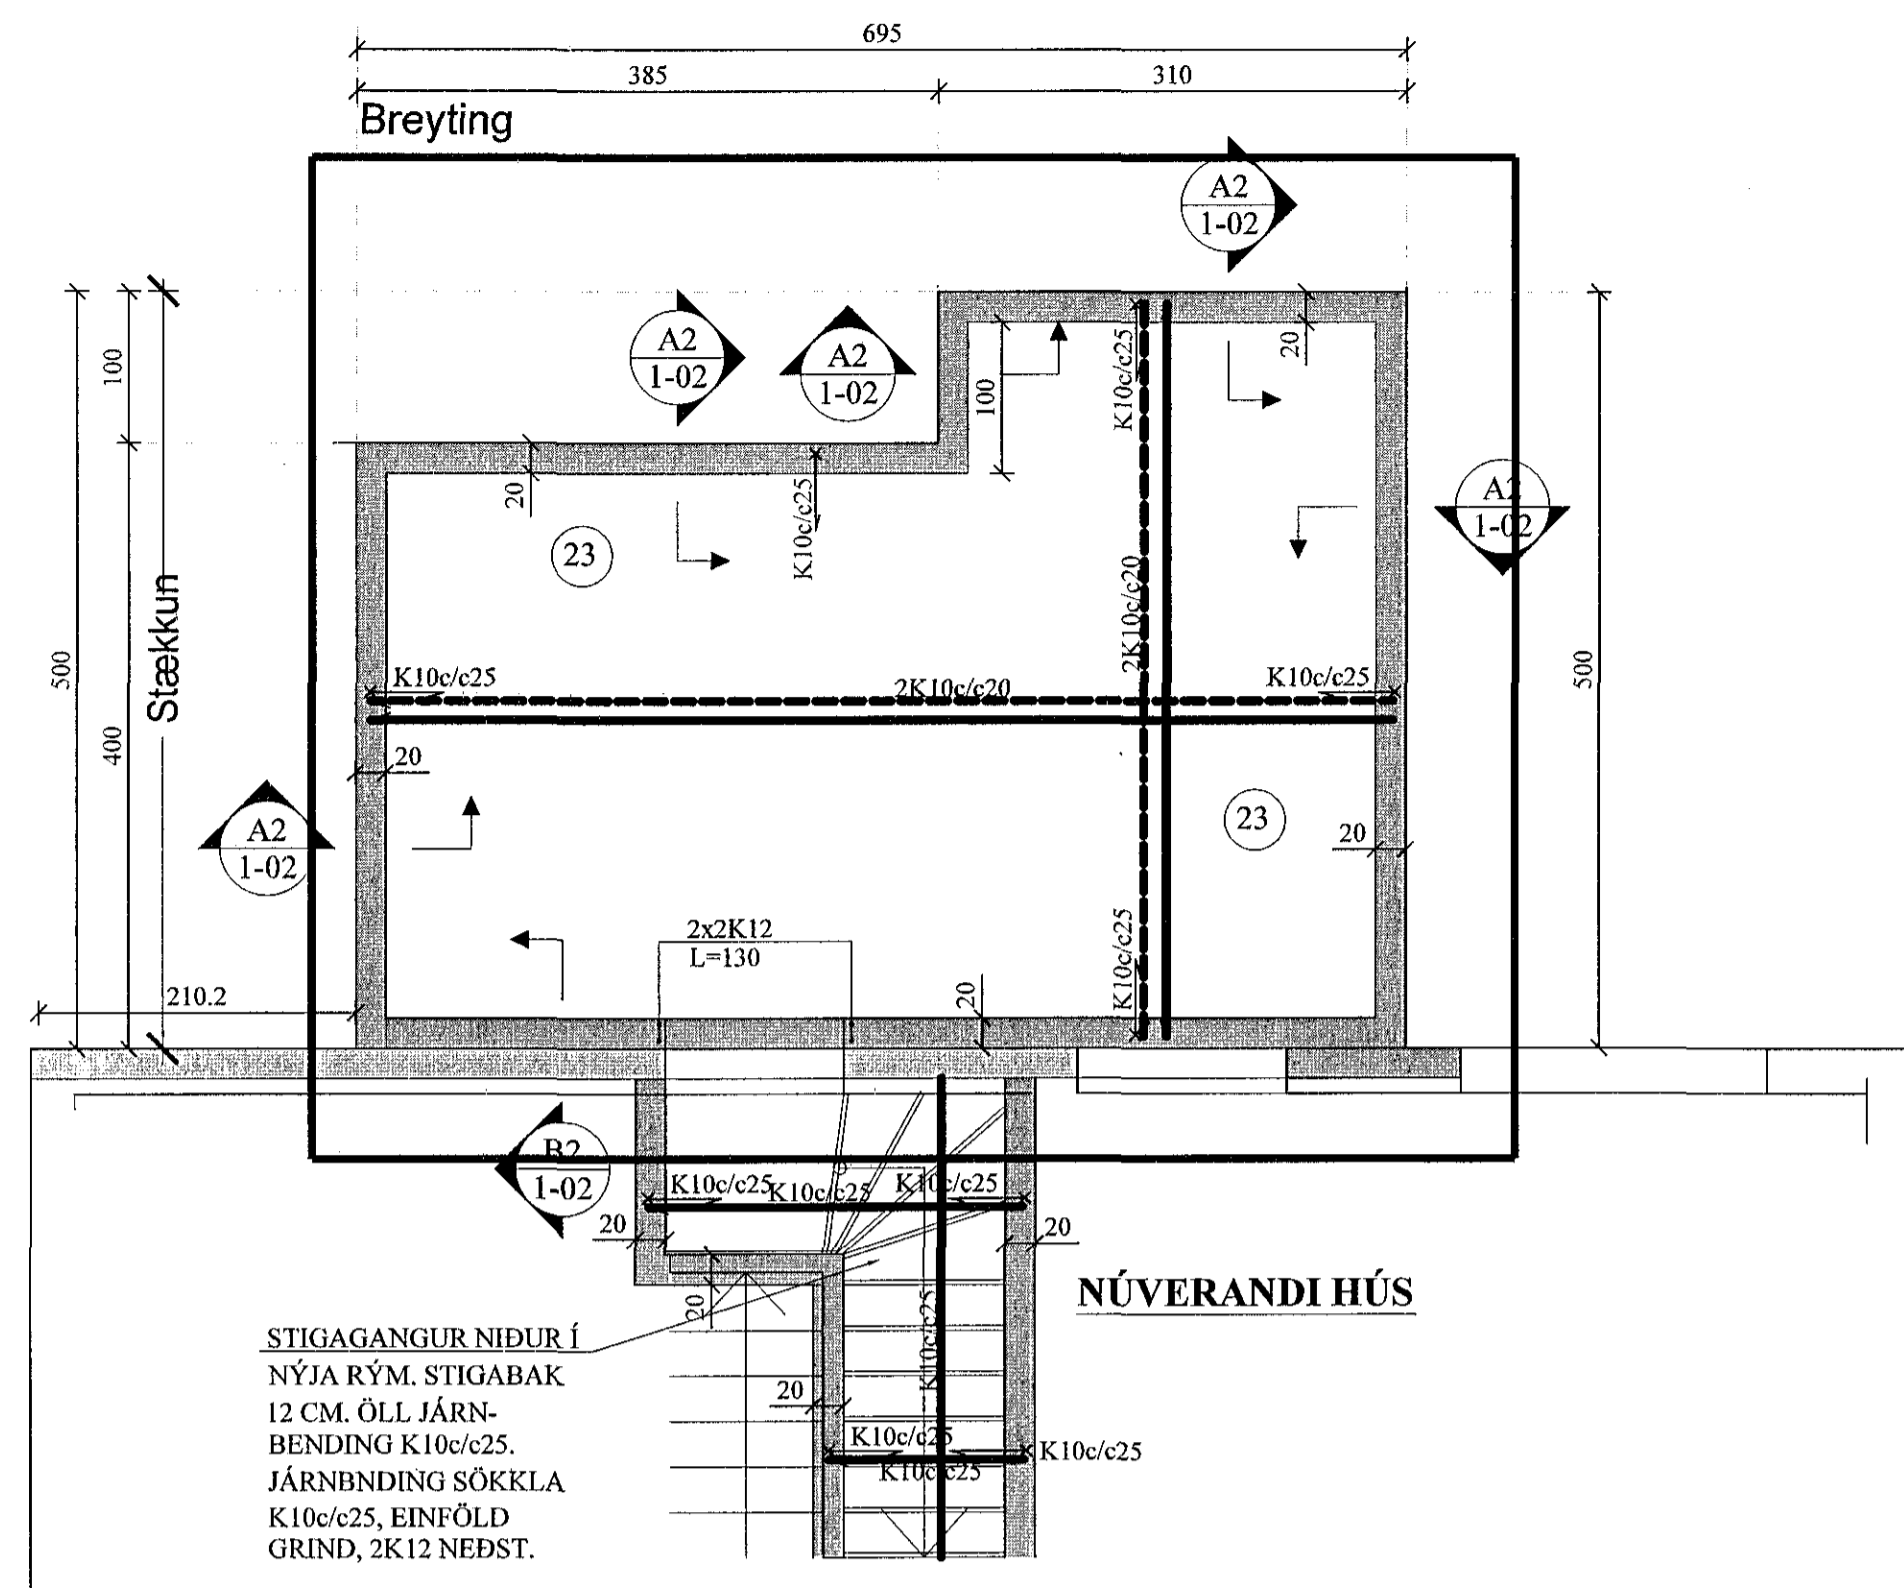 695
385
310
Breyting
A2
1-02
A2
1-02
A2
1-02
100
500
400
Stækkun
20
100
K10c/c25
20
K10c/c25
23
A2
1-02
500
2K10c/c20
K10c/c25
2K10c/c20
K10c/c25
20
A2
1-02
23
20
2x2K12
L=130
K10c/c25
20
210.2
B2
1-02
K10c/c25
K10c/c25
K10c/c25
20
20
20
NÚVERANDI HÚS
K10c/c25
STIGAGANGUR NIÐUR Í
NÝJA RÝM. STIGABAK
12 CM. ÖLL JÁRN-
BENDING K10c/c25.
JÁRNBNDING SÖKKLA
K10c/c25, EINFÖLD
GRIND, 2K12 NEÐST.
20
K10c/c25
K10c/c25
K10c/c25